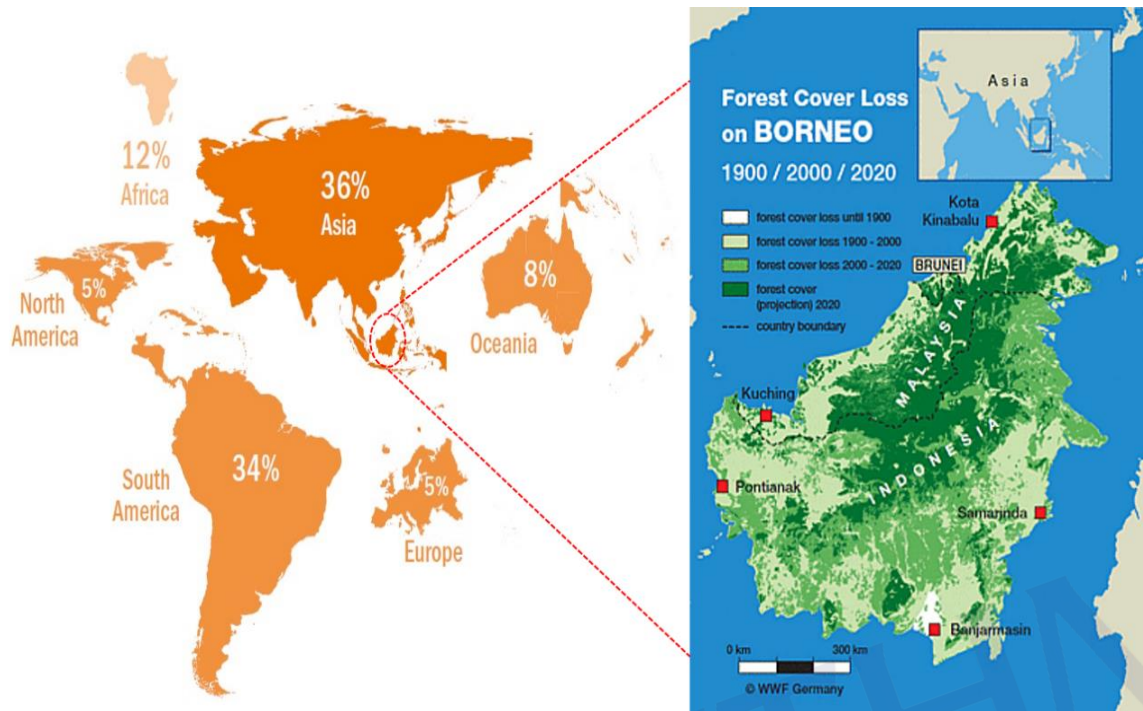 12%
Africa
36%
Asia
5%
North
America
8%
Oceania
34%
South
America
5%
Europe
Forest Cover Loss
on BORNEO
1900 / 2000 / 2020
forest cover loss until 1900
forest cover loss 1900 - 2000
forest cover loss 2000 - 2020
forest cover
(projection) 2020
country boundary
Asia
Kota
Kinabalu
BRUNEI
MALAYSIA
Kuching
INDONESIA
Pontianak
Samarinda
Banjarmasin
0 km
300 km
© WWF Germany